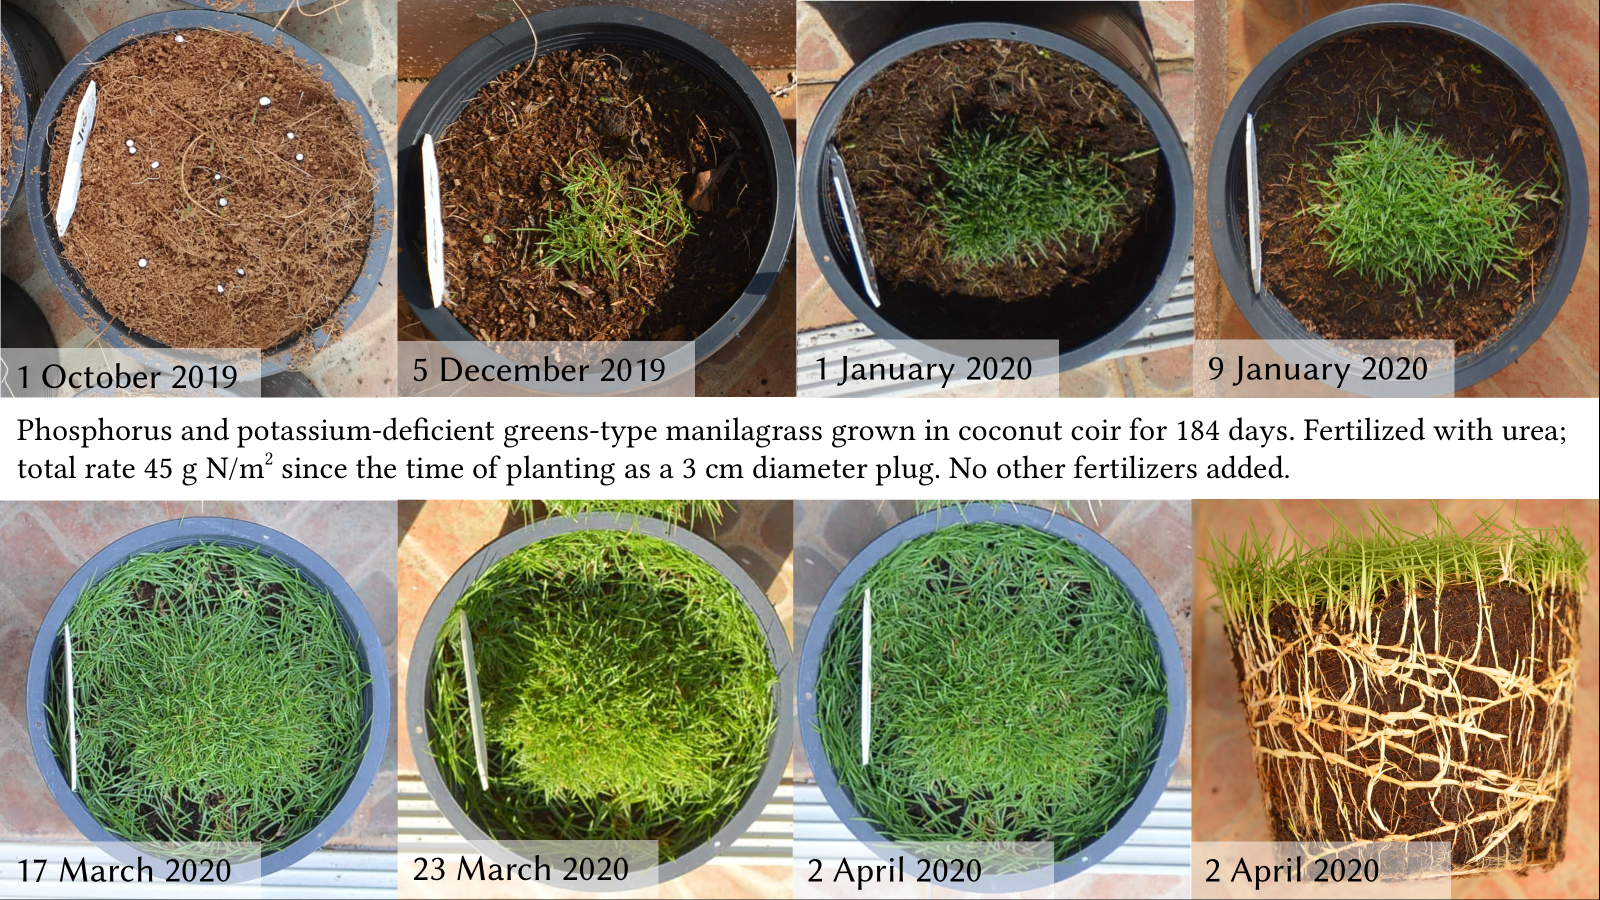 1 October 2019
5 December 2019
1 January 2020
9 January 2020
Phosphorus and potassium-deficient greens-type manilagrass grown in coconut coir for 184 days. Fertilized with urea;
total rate 45 g N/m² since the time of planting as a 3 cm diameter plug. No other fertilizers added.
17 March 2020
23 March 2020
2 April 2020
2 April 2020